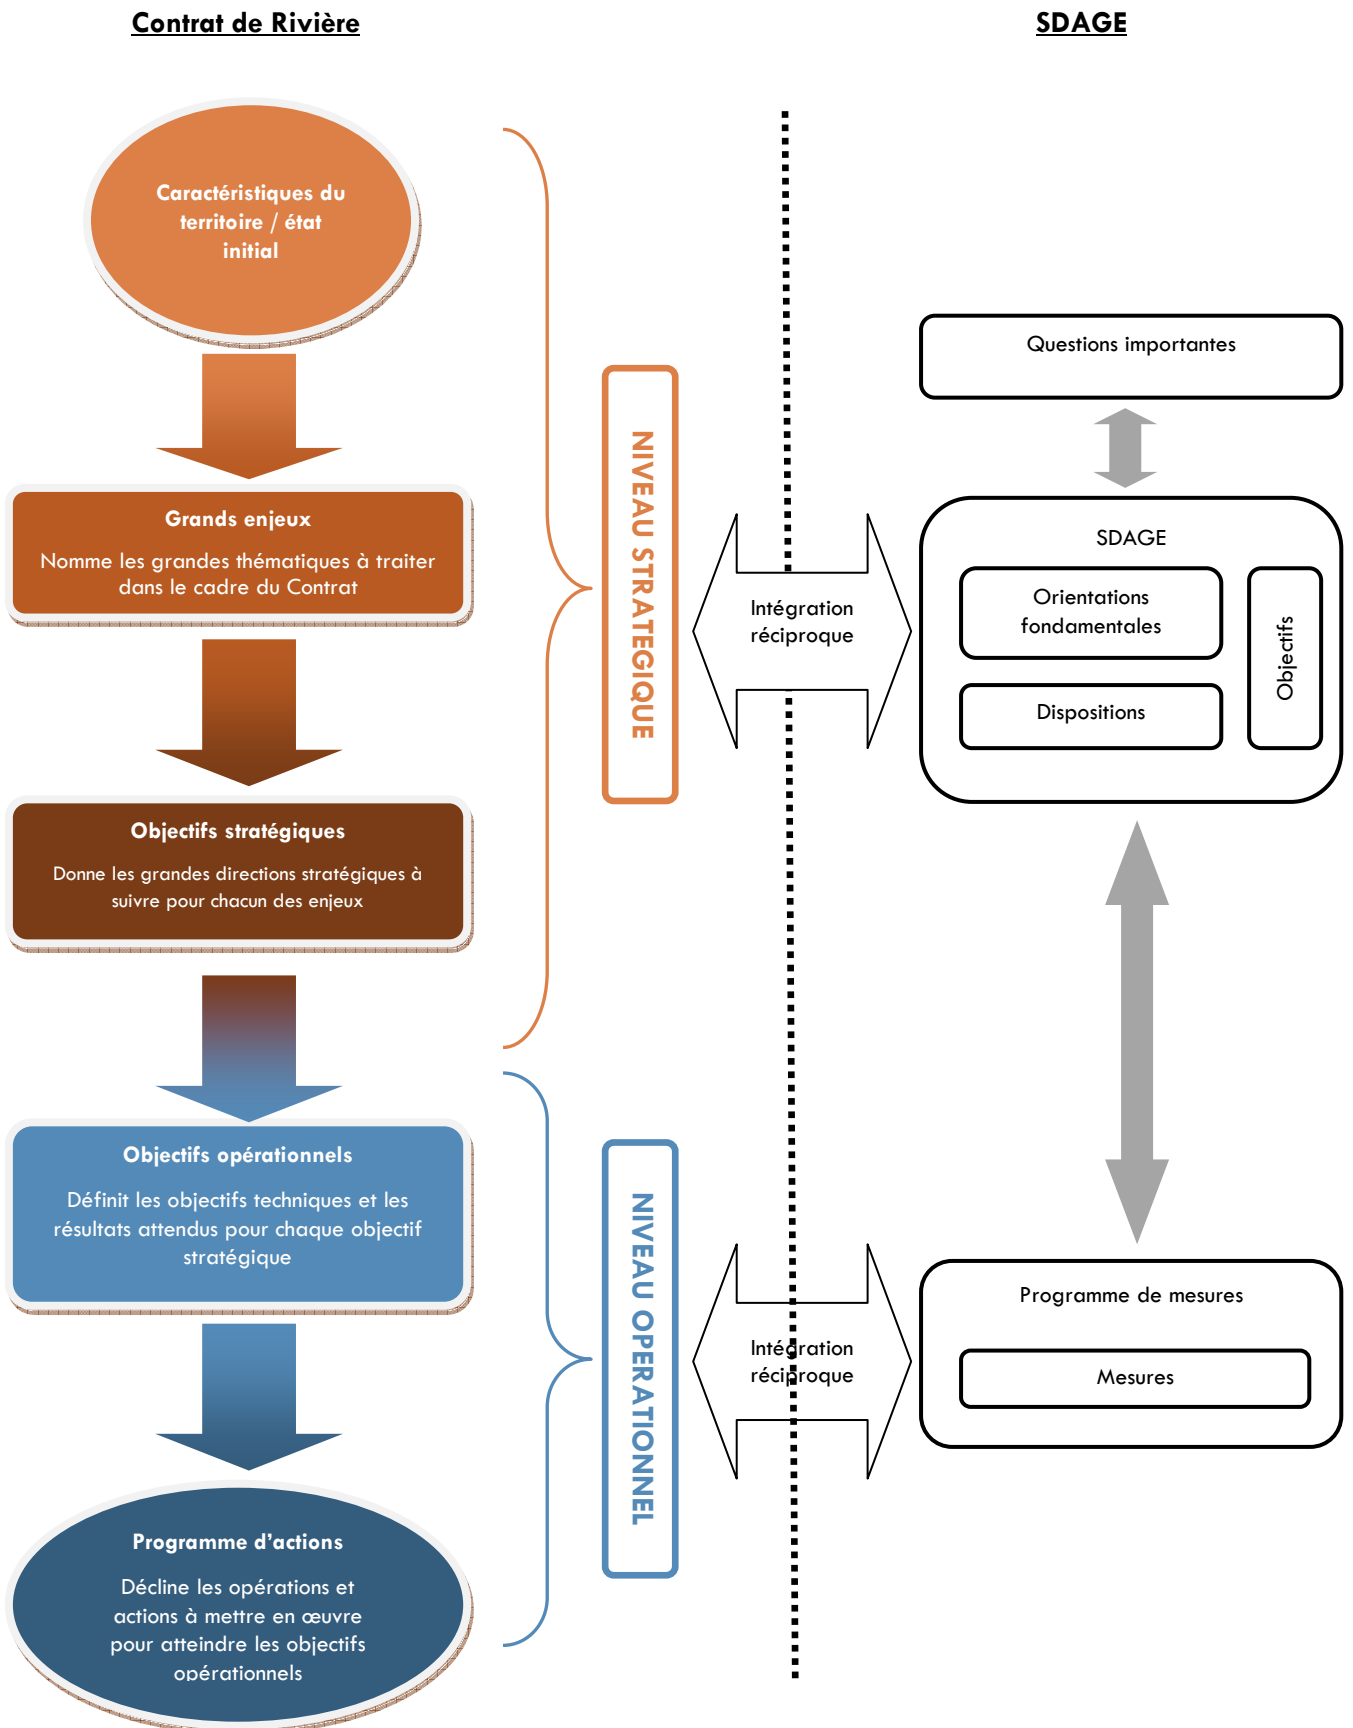 Contrat de Rivière
SDAGE
Caractéristiques du
territoire / état
initial
Grands enjeux
Nomme les grandes thématiques à traiter
dans le cadre du Contrat
Objectifs stratégiques
Donne les grandes directions stratégiques à
suivre pour chacun des enjeux
Objectifs opérationnels
Définit les objectifs techniques et les
résultats attendus pour chaque objectif
stratégique
Programme d’actions
Décline les opérations et
actions à mettre en œuvre
pour atteindre les objectifs
opérationnels
NIVEAU STRATEGIQUE
NIVEAU OPERATIONNEL
Intégration
réciproque
Intégration
réciproque
Questions importantes
SDAGE
Orientations
fondamentales
Dispositions
Objectifs
Programme de mesures
Mesures